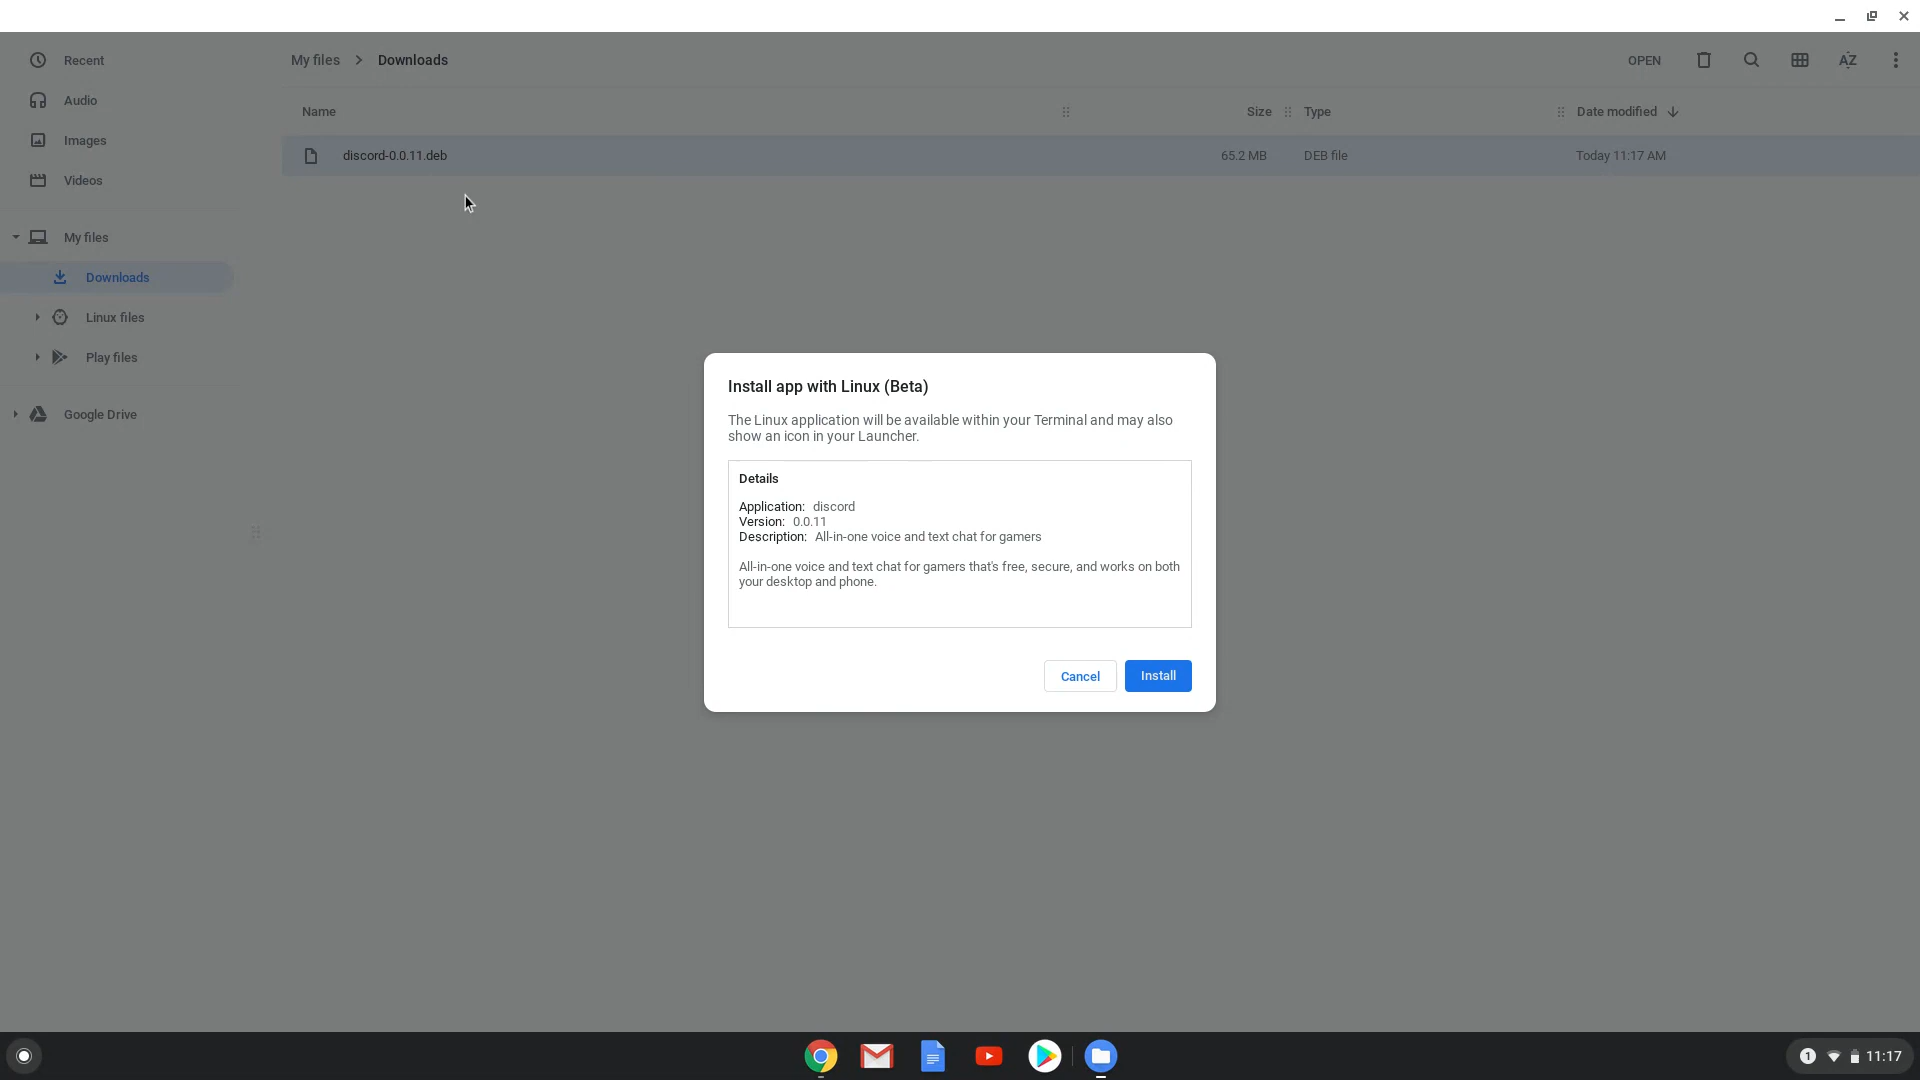 Recent
Audio
Images
Videos
My files
Downloads
Linux files
Play files
Google Drive
My files > Downloads
OPEN
AZ
Name Size Type Date modified
discord-0.0.11.deb 65.2 MB DEB file Today 11:17 AM
Install app with Linux (Beta)
The Linux application will be available within your Terminal and may also
show an icon in your Launcher.
Details
Application: discord
Version: 0.0.11
Description: All-in-one voice and text chat for gamers
All-in-one voice and text chat for gamers that's free, secure, and works on both
your desktop and phone.
Cancel Install
1 11:17